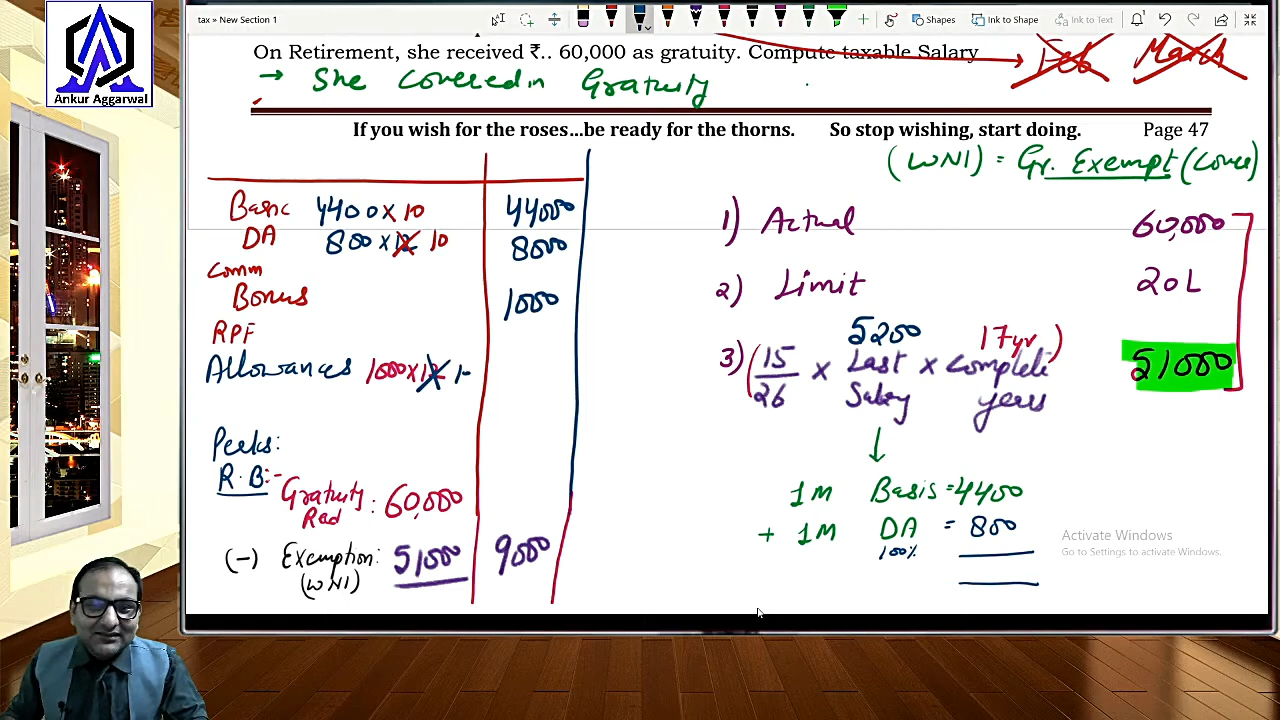 tax » New Section 1
Shapes
Ink to Shape
Ink to Text
Ankur Aggarwal
On Retirement, she received ₹.. 60,000 as gratuity. Compute taxable Salary
Feb March
→ She covered in Gratuity
If you wish for the roses...be ready for the thorns. So stop wishing, start doing. Page 47
(WN1) = Gr. Exempt (Cover)
Basic 4400 x 10 44000
DA 800 x 12 10 8000
Comm
Bonus 1000
RPF
Allowances 1000 x 12
Perks:
R. B:-
Gratuity Rad : 60,000
(-) Exemption: 51000 9000
(WN1)
1) Actual 60,000
2) Limit 20L
5200 17yr
3) (15/26 x Last Salary x Complete years) 51000
↓
1M Basis = 4400
+ 1M DA = 800
100%
Activate Windows
Go to Settings to activate Windows.